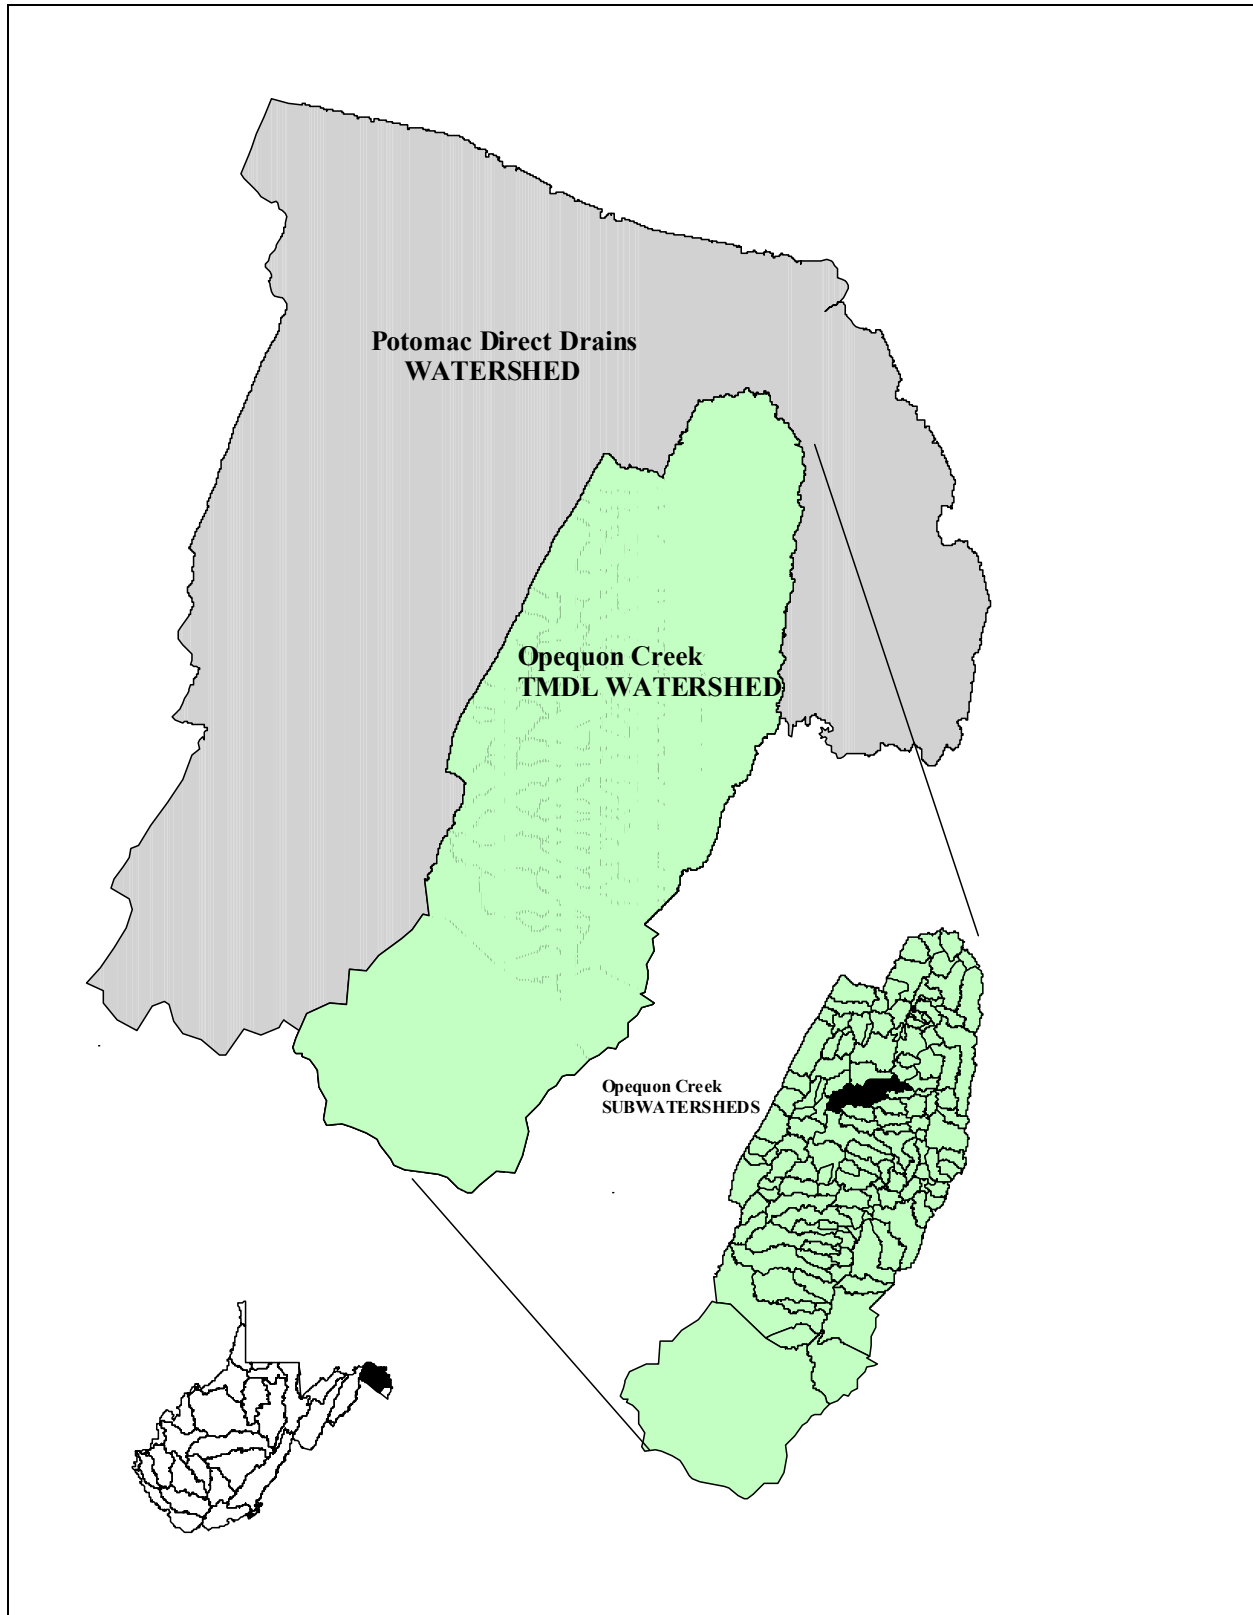 Potomac Direct Drains
WATERSHED
Opequon Creek
TMDL WATERSHED
Opequon Creek
SUBWATERSHEDS